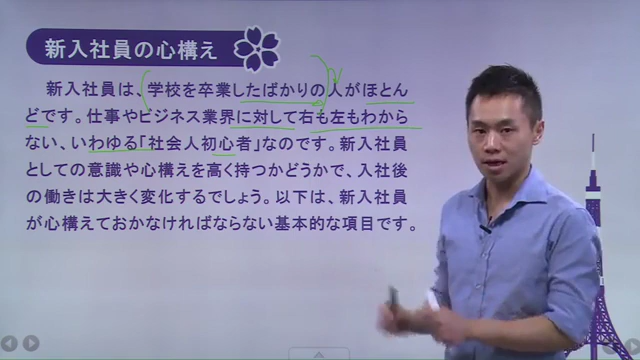 新入社員の心構え
新入社員は、学校を卒業したばかりの人がほとん
どです。仕事やビジネス業界に対して右も左もわから
ない、いわゆる「社会人初心者」なのです。新入社員
としての意識や心構えを高く持つかどうかで、入社後
の働きは大きく変化するでしょう。以下は、新入社員
が心構えておかなければならない基本的な項目です。